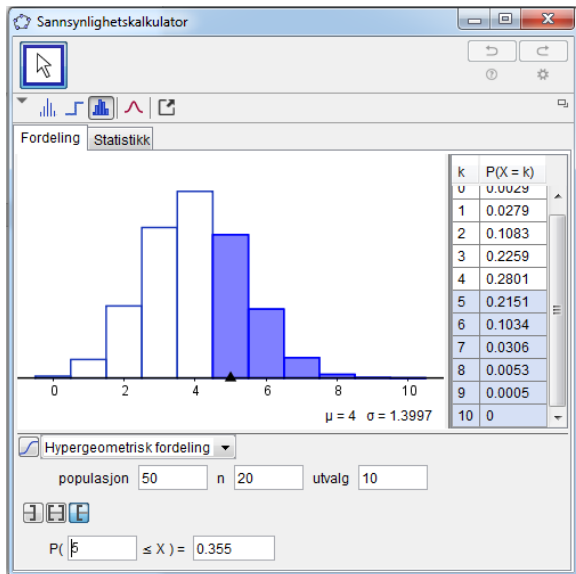 Sannsynlighetskalkulator
Fordeling Statistikk
k P(X = k)
0 0.0029
1 0.0279
2 0.1083
3 0.2259
4 0.2801
5 0.2151
6 0.1034
7 0.0306
8 0.0053
9 0.0005
10 0
0 2 4 6 8 10
μ = 4 σ = 1.3997
Hypergeometrisk fordeling
populasjon 50 n 20 utvalg 10
P( 5 ≤ X ) = 0.355